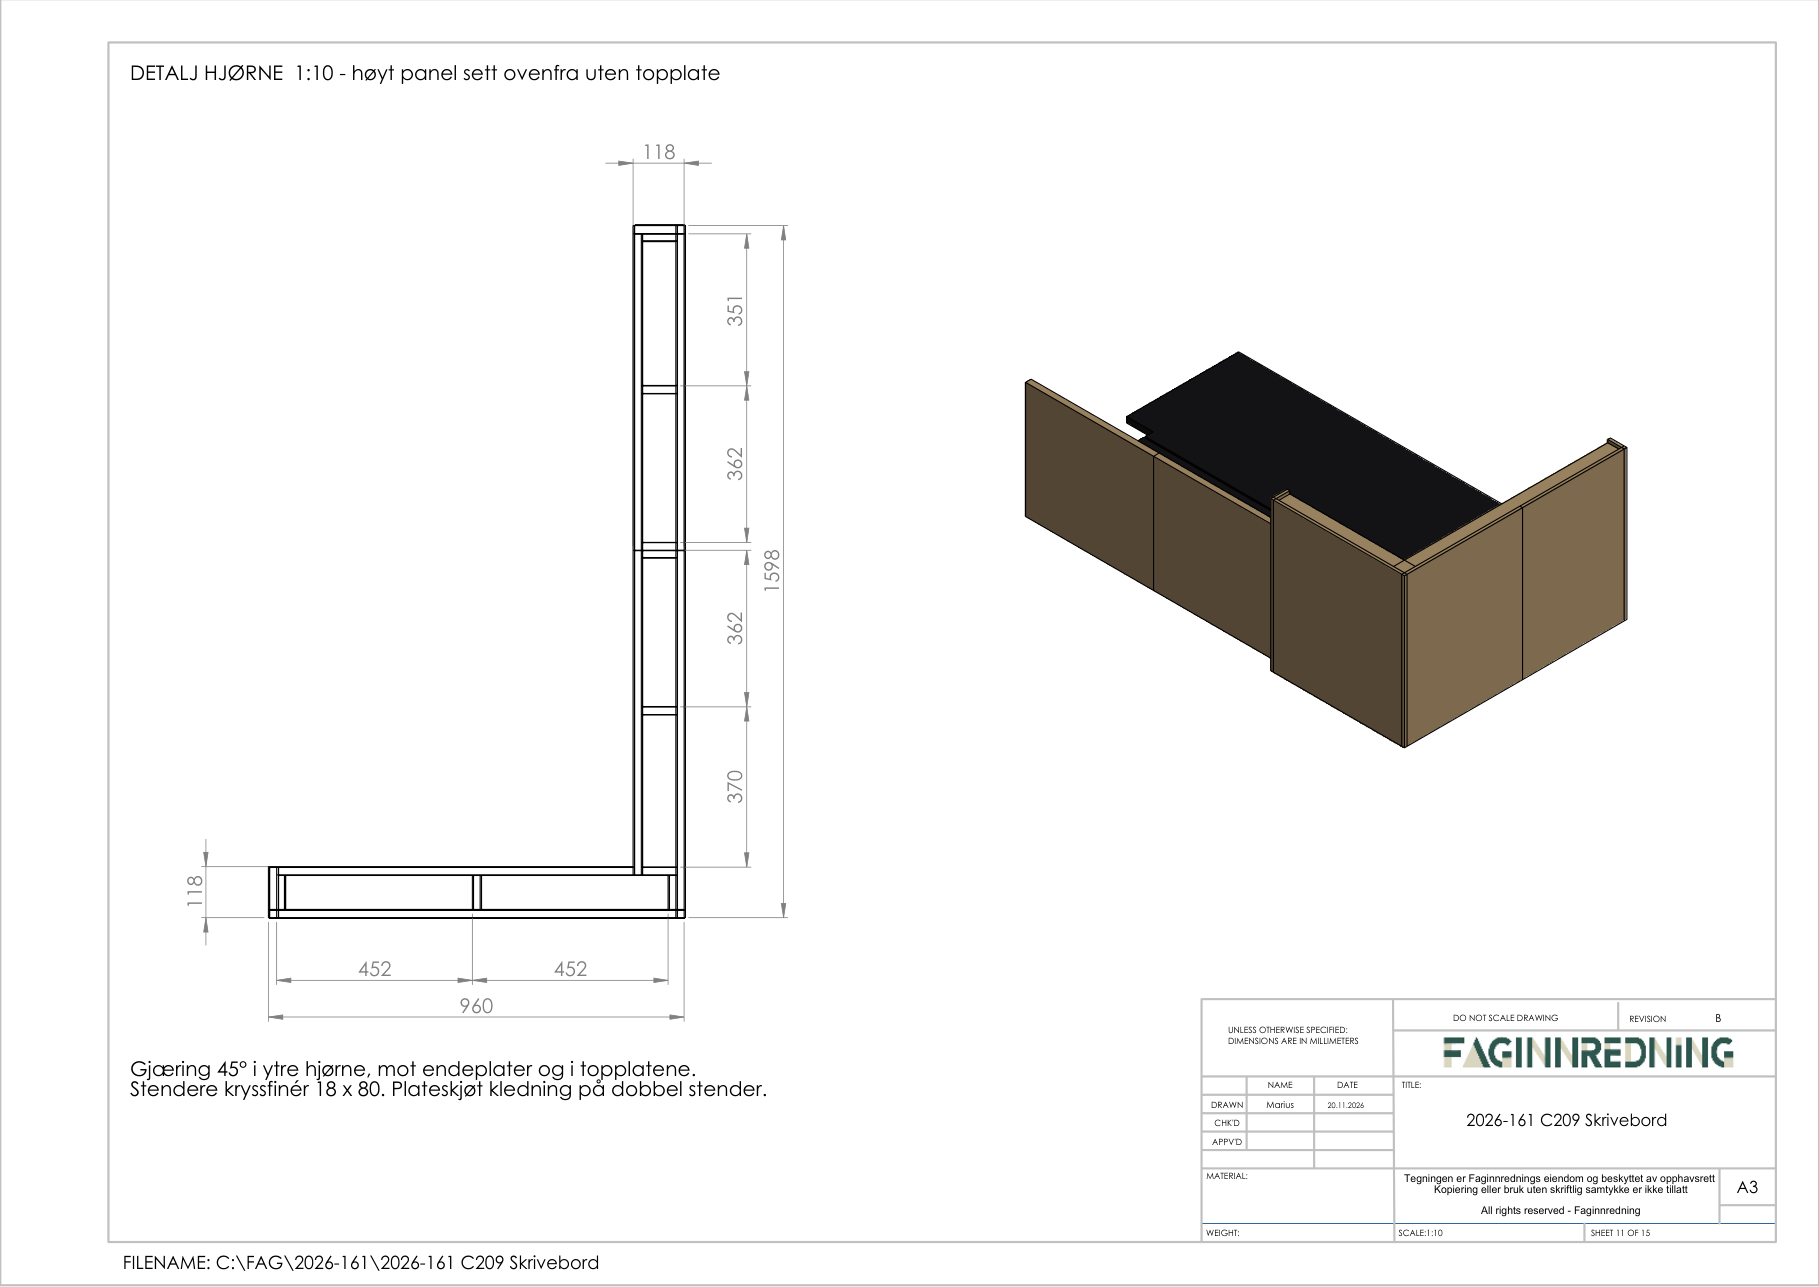 DETALJ HJØRNE  1:10 - høyt panel sett ovenfra uten topplate
118
351
362
1598
362
370
118
452
452
960
Gjæring 45° i ytre hjørne, mot endeplater og i topplatene.
Stendere kryssfinér 18 x 80. Plateskjøt kledning på dobbel stender.
UNLESS OTHERWISE SPECIFIED:
DIMENSIONS ARE IN MILLIMETERS
DO NOT SCALE DRAWING
REVISION B
FAGINNREDNING
NAME DATE
DRAWN Marius 20.11.2026
CHK'D
APPV'D
TITLE:
2026-161 C209 Skrivebord
MATERIAL:
Tegningen er Faginnrednings eiendom og beskyttet av opphavsrett
Kopiering eller bruk uten skriftlig samtykke er ikke tillatt
All rights reserved - Faginnredning
A3
WEIGHT:
SCALE:1:10
SHEET 11 OF 15
FILENAME: C:\FAG\2026-161\2026-161 C209 Skrivebord